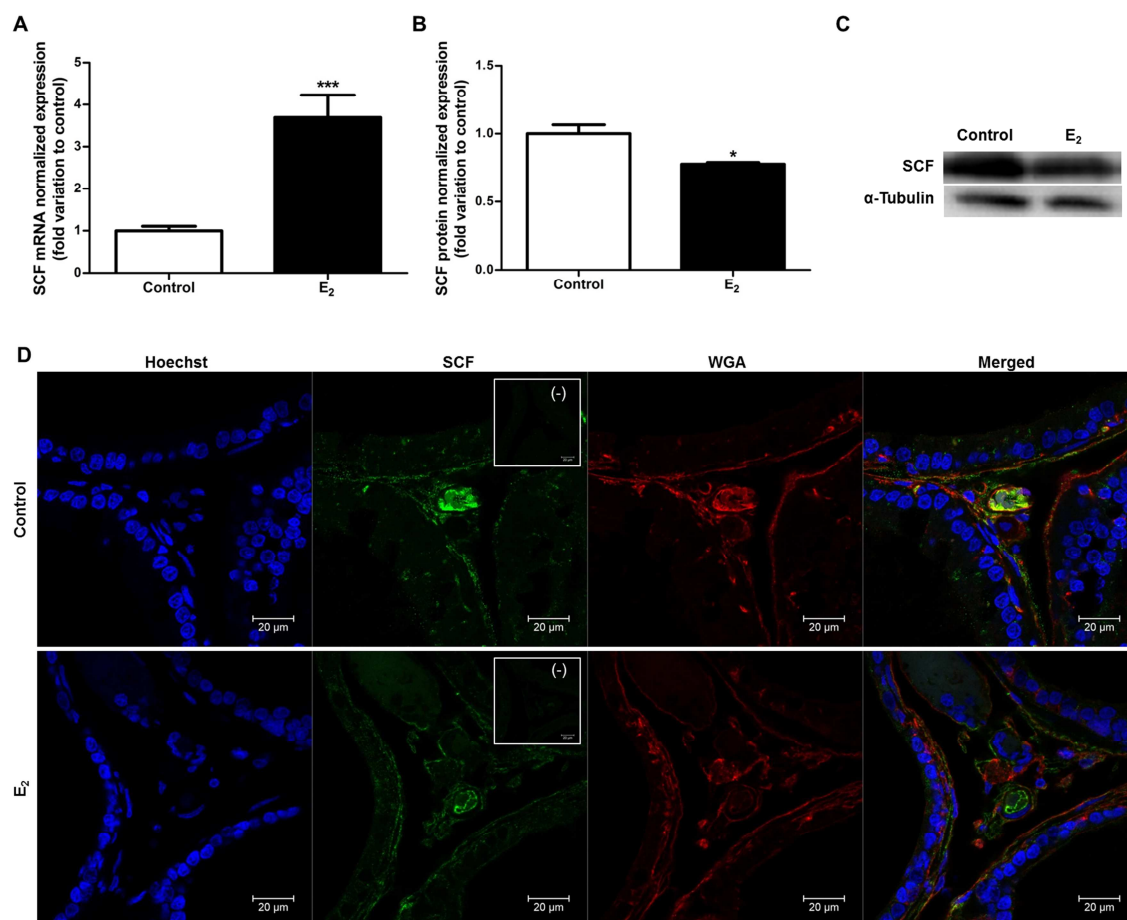 A
SCF mRNA normalized expression
(fold variation to control)
5
4
3
2
1
0
***
Control
E₂
B
SCF protein normalized expression
(fold variation to control)
1.5
1.0
0.5
0.0
*
Control
E₂
C
Control E₂
SCF
α-Tubulin
D
Hoechst SCF WGA Merged
Control
(-)
20 µm 20 µm 20 µm 20 µm
E₂
(-)
20 µm 20 µm 20 µm 20 µm